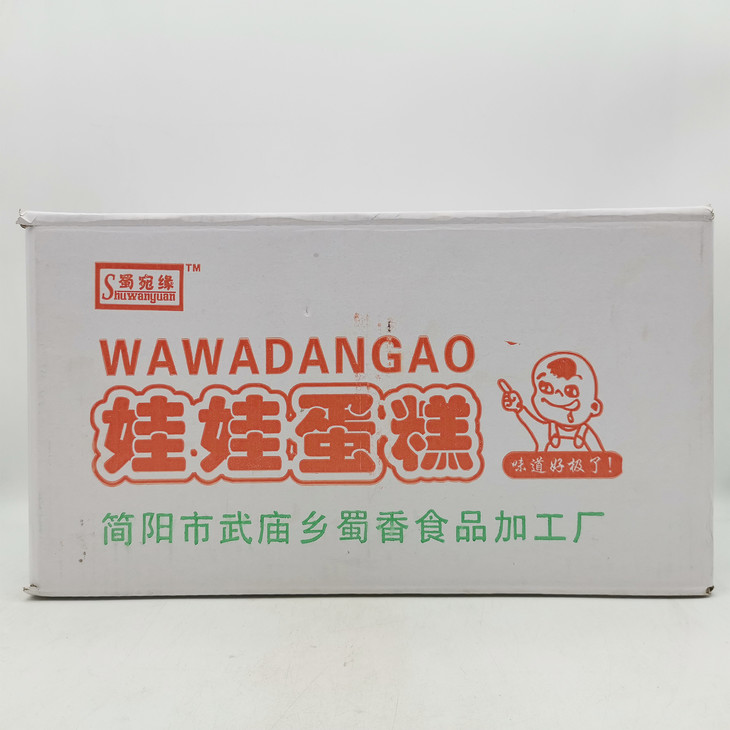 蜀宛缘 TM
Shuwanyuan
WAWADANGAO
娃娃蛋糕
味道好极了!
简阳市武庙乡蜀香食品加工厂